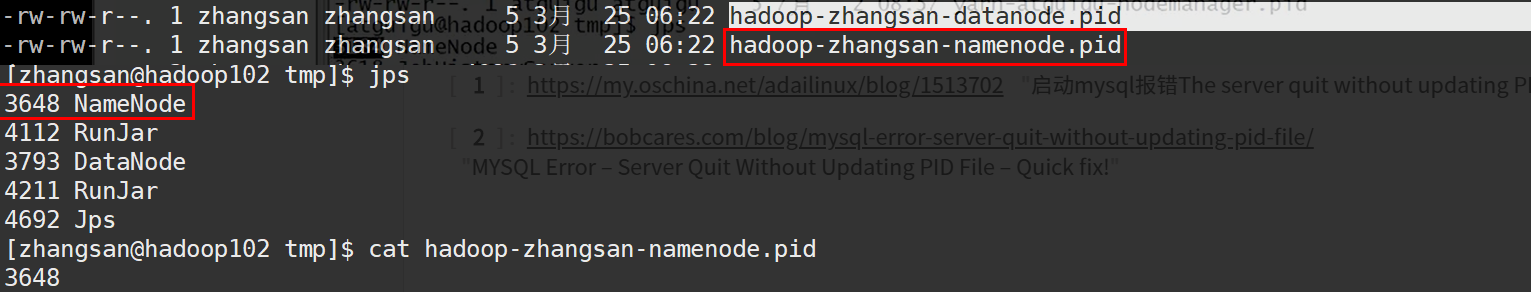 -rw-rw-r--. 1 zhangsan zhangsan 5 3月 25 06:22 hadoop-zhangsan-datanode.pid
-rw-rw-r--. 1 zhangsan zhangsan 5 3月 25 06:22 hadoop-zhangsan-namenode.pid
[zhangsan@hadoop102 tmp]$ jps
[ 1 ]: https://my.oschina.net/adailinux/blog/1513702 "启动mysql报错The server quit without updating PI
3648 NameNode
4112 RunJar
[ 2 ]: https://bobcares.com/blog/mysql-error-server-quit-without-updating-pid-file/
3793 DataNode
"MYSQL Error – Server Quit Without Updating PID File – Quick fix!"
4211 RunJar
4692 Jps
[zhangsan@hadoop102 tmp]$ cat hadoop-zhangsan-namenode.pid
3648